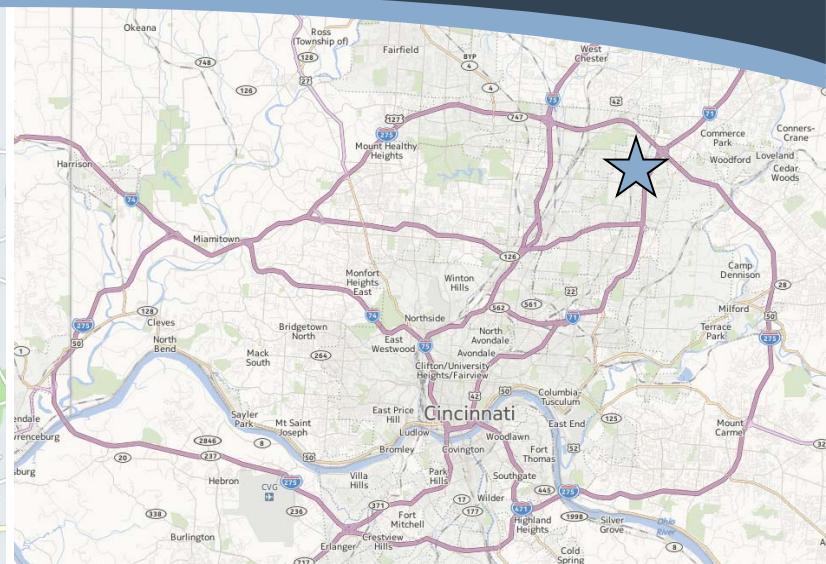 Okeana
Ross
(Township of)
Fairfield
West
Chester
748
128
BYP
4
27
126
4
75
42
127
747
71
275
Mount Healthy
Heights
Commerce
Park
Conners-
Crane
Harrison
Woodford
Loveland
Cedar
Woods
74
Miamitown
126
Camp
Dennison
Monfort
Heights
East
Winton
Hills
22
28
128
74
Northside
562
561
71
Milford
50
275
Cleves
Bridgetown
North
East
Westwood
75
North
Avondale
Terrace
Park
275
50
North
Bend
1
Mack
South
264
Avondale
Clifton/University
Heights/Fairview
42
50
Columbia-
Tusculum
endale
Sayler
Park
East Price
Hill
Cincinnati
East End
125
Mount
Carmel
wrenceburg
Mt Saint
Joseph
Ludlow
Woodlawn
32
2846
237
8
50
Bromley
Covington
Fort
Thomas
52
20
sburg
Hebron
CVG
275
Villa
Hills
Park
Hills
Southgate
445
275
17
Wilder
338
236
371
177
471
Highland
Heights
1998
Silver
Grove
Ohio
River
Fort
Mitchell
Burlington
Erlanger
Crestview
Hills
8
A
717
Cold
Spring